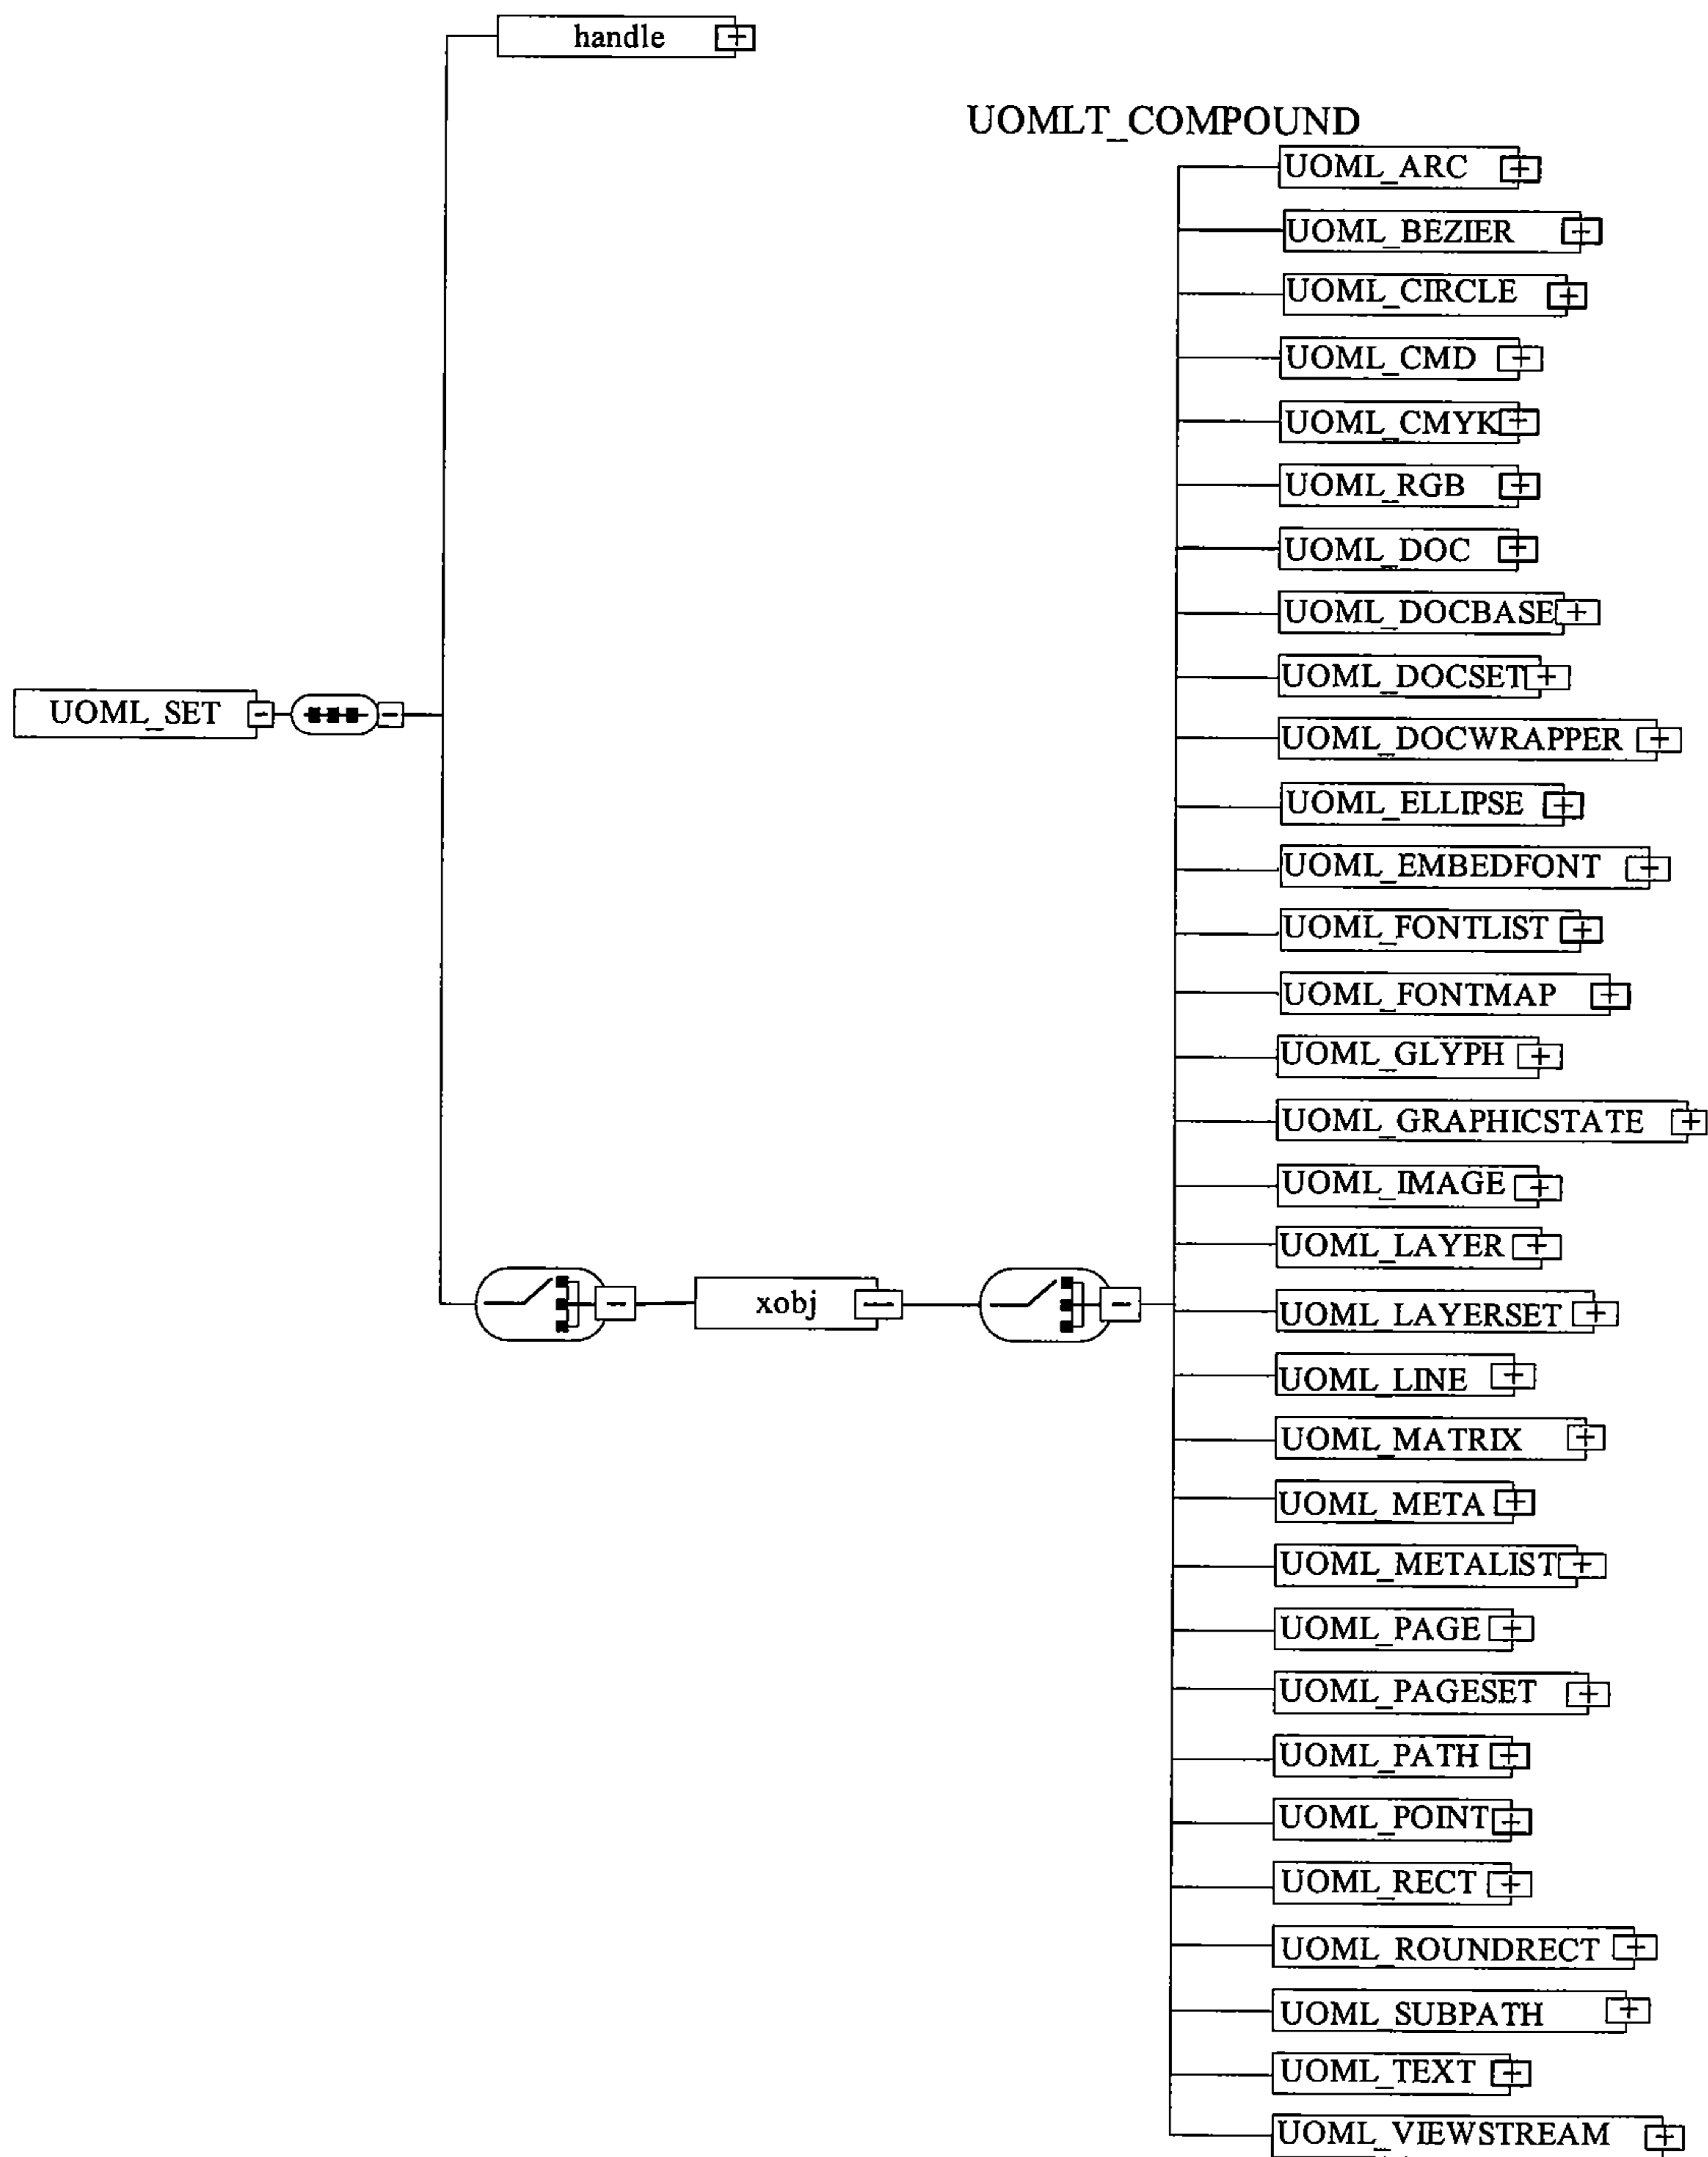 handle
UOMLT_COMPOUND
UOML_ARC
UOML_BEZIER
UOML_CIRCLE
UOML_CMD
UOML_CMYK
UOML_RGB
UOML_DOC
UOML_DOCBASE
UOML_DOCSET
UOML_SET
UOML_DOCWRAPPER
UOML_ELLIPSE
UOML_EMBEDFONT
UOML_FONTLIST
UOML_FONTMAP
UOML_GLYPH
UOML_GRAPHICSTATE
UOML_IMAGE
UOML_LAYER
xobj
UOML_LAYERSET
UOML_LINE
UOML_MATRIX
UOML_META
UOML_METALIST
UOML_PAGE
UOML_PAGESET
UOML_PATH
UOML_POINT
UOML_RECT
UOML_ROUNDRECT
UOML_SUBPATH
UOML_TEXT
UOML_VIEWSTREAM